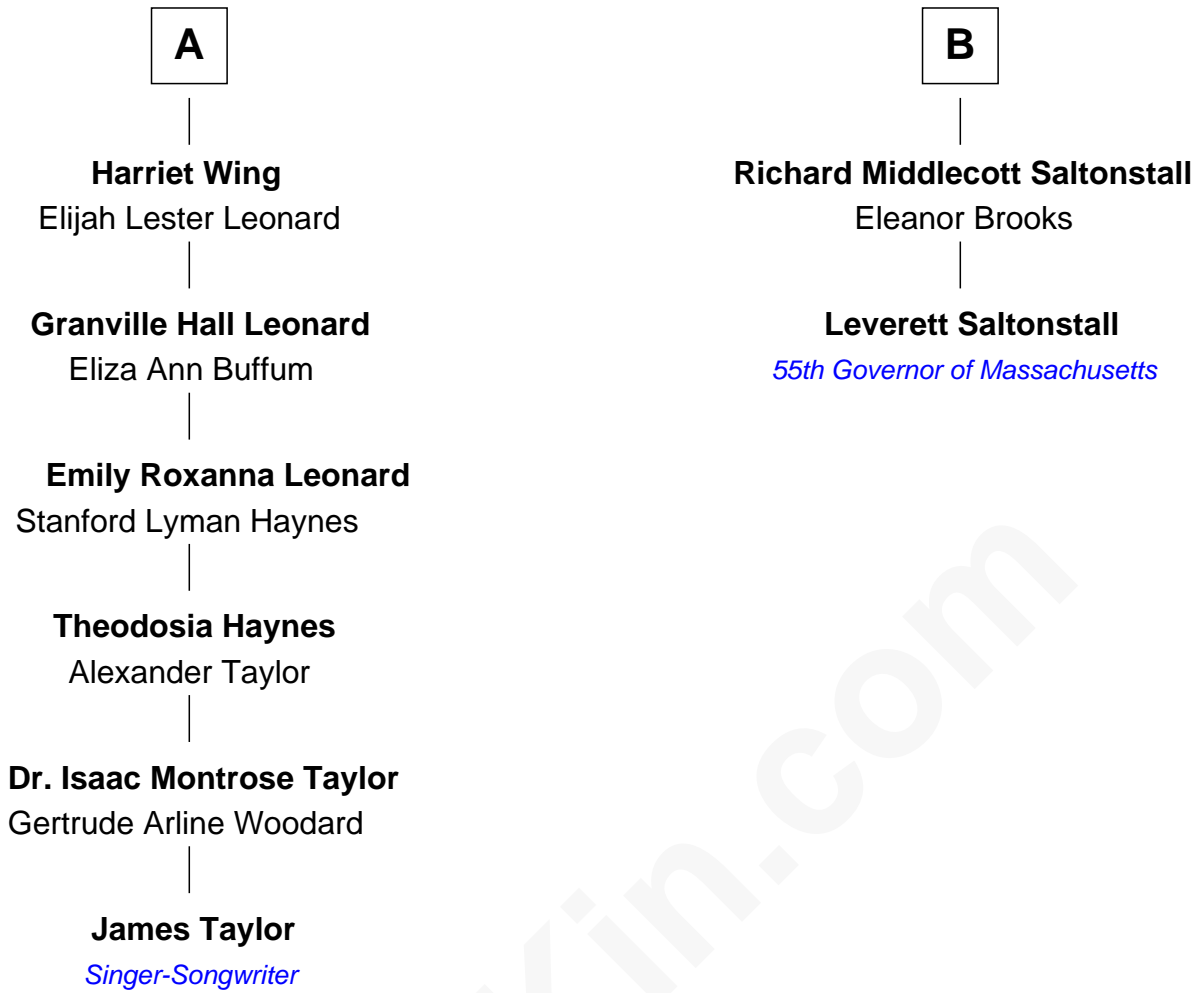 A
Harriet Wing
Elijah Lester Leonard
Granville Hall Leonard
Eliza Ann Buffum
Emily Roxanna Leonard
Stanford Lyman Haynes
Theodosia Haynes
Alexander Taylor
Dr. Isaac Montrose Taylor
Gertrude Arline Woodard
James Taylor
Singer-Songwriter
B
Richard Middlecott Saltonstall
Eleanor Brooks
Leverett Saltonstall
55th Governor of Massachusetts